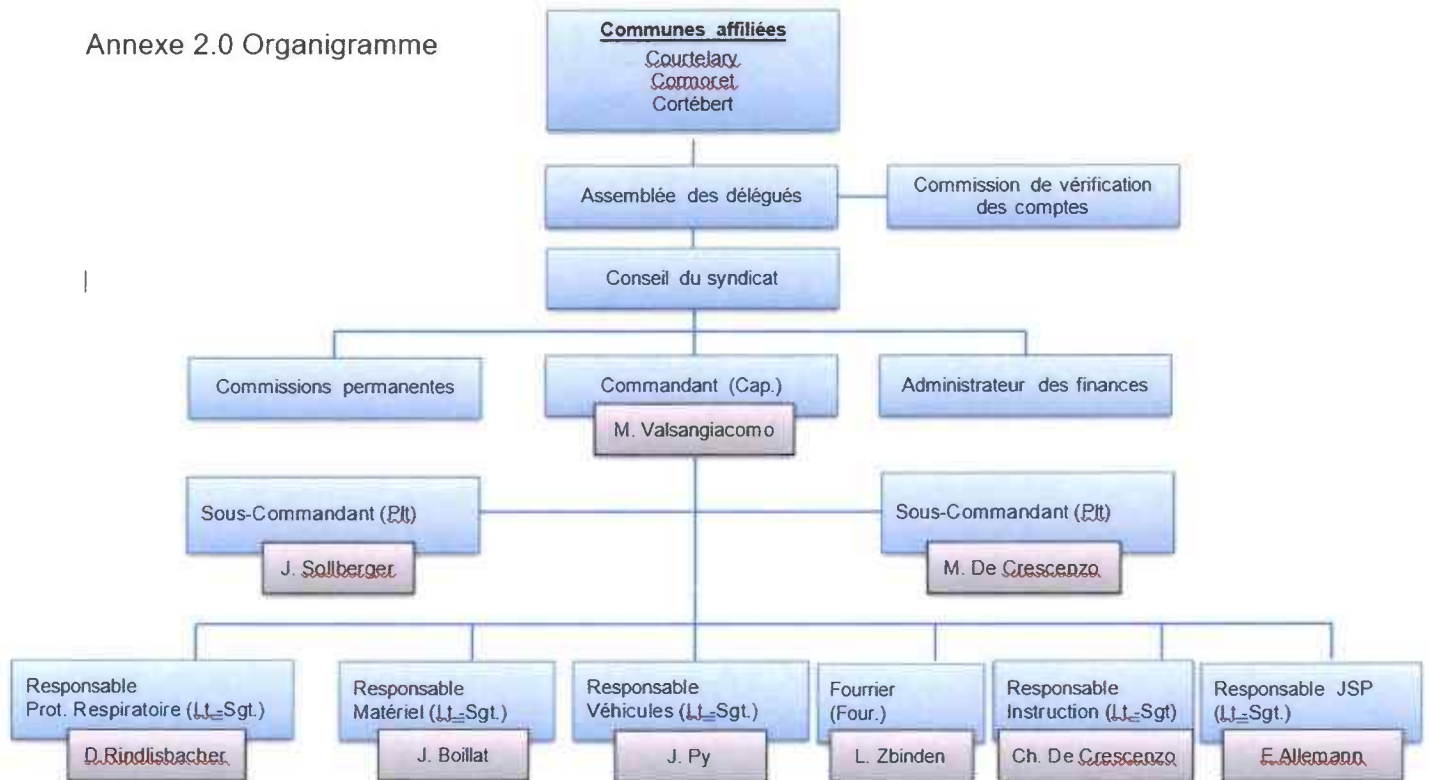 Annexe 2.0 Organigramme
Communes affiliées
Courtelary
Cormoret
Cortébert
Assemblée des délégués
Commission de vérification
des comptes
Conseil du syndicat
Commissions permanentes
Commandant (Cap.)
M. Valsangiacomo
Administrateur des finances
Sous-Commandant (Plt)
J. Sollberger
Sous-Commandant (Plt)
M. De Crescenzo
Responsable
Prot. Respiratoire (Lt.-Sgt.)
D.Rindlisbacher
Responsable
Matériel (Lt.-Sgt.)
J. Boillat
Responsable
Véhicules (Lt.-Sgt.)
J. Py
Fourrier
(Four.)
L. Zbinden
Responsable
Instruction (Lt.-Sgt)
Ch. De Crescenzo
Responsable JSP
(Lt.-Sgt.)
E.Allemann